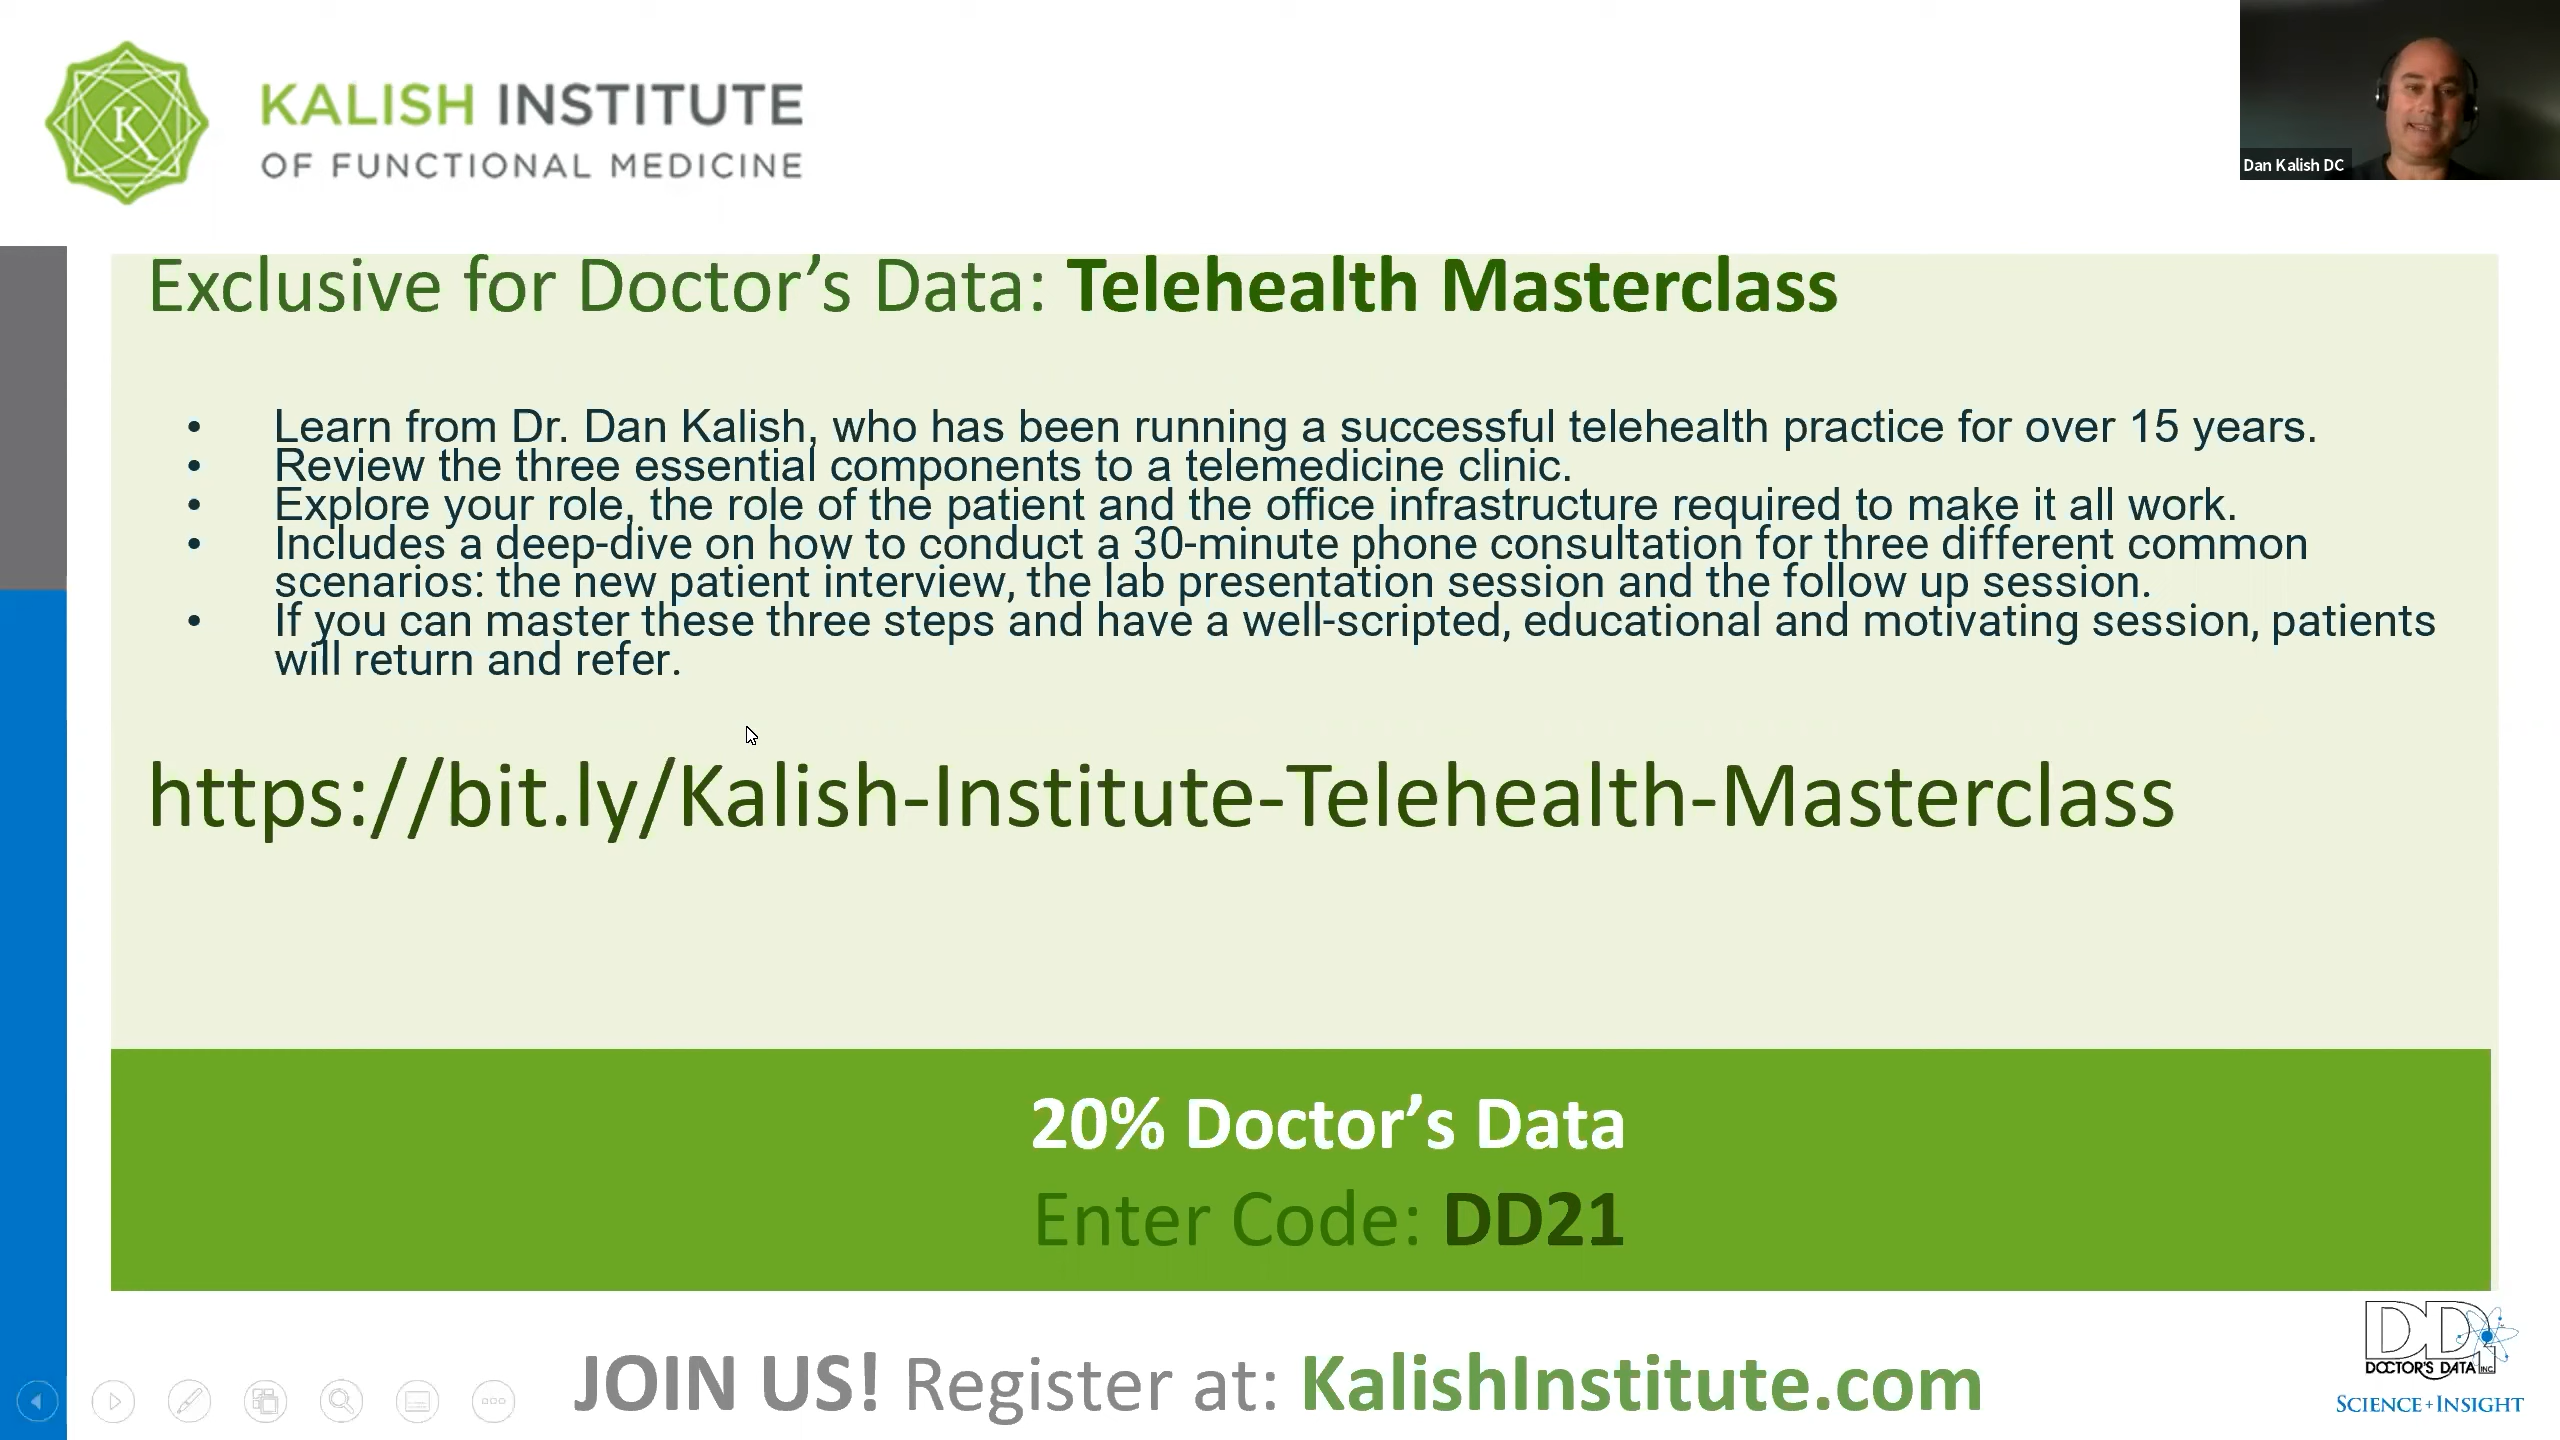 K
KALISH INSTITUTE
OF FUNCTIONAL MEDICINE
Dan Kalish DC
Exclusive for Doctor’s Data: Telehealth Masterclass
• Learn from Dr. Dan Kalish, who has been running a successful telehealth practice for over 15 years.
• Review the three essential components to a telemedicine clinic.
• Explore your role, the role of the patient and the office infrastructure required to make it all work.
• Includes a deep-dive on how to conduct a 30-minute phone consultation for three different common
scenarios: the new patient interview, the lab presentation session and the follow up session.
• If you can master these three steps and have a well-scripted, educational and motivating session, patients
will return and refer.
https://bit.ly/Kalish-Institute-Telehealth-Masterclass
20% Doctor’s Data
Enter Code: DD21
JOIN US! Register at: KalishInstitute.com
DDI
DOCTOR'S DATA INC.
SCIENCE + INSIGHT